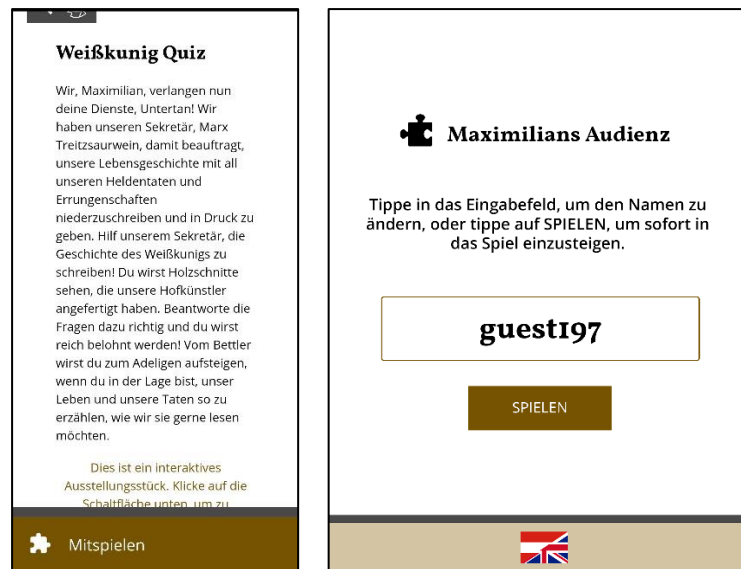 Weißkunig Quiz
Wir, Maximilian, verlangen nun
deine Dienste, Untertan! Wir
haben unseren Sekretär, Marx
Treitzsaurwein, damit beauftragt,
unsere Lebensgeschichte mit all
unseren Heldentaten und
Errungenschaften
niederzuschreiben und in Druck zu
geben. Hilf unserem Sekretär, die
Geschichte des Weißkunigs zu
schreiben! Du wirst Holzschnitte
sehen, die unsere Hofkünstler
angefertigt haben. Beantworte die
Fragen dazu richtig und du wirst
reich belohnt werden! Vom Bettler
wirst du zum Adeligen aufsteigen,
wenn du in der Lage bist, unser
Leben und unsere Taten so zu
erzählen, wie wir sie gerne lesen
möchten.
Dies ist ein interaktives
Ausstellungsstück. Klicke auf die
Schaltfläche unten, um zu
Mitspielen
Maximilians Audienz
Tippe in das Eingabefeld, um den Namen zu
ändern, oder tippe auf SPIELEN, um sofort in
das Spiel einzusteigen.
guest197
SPIELEN